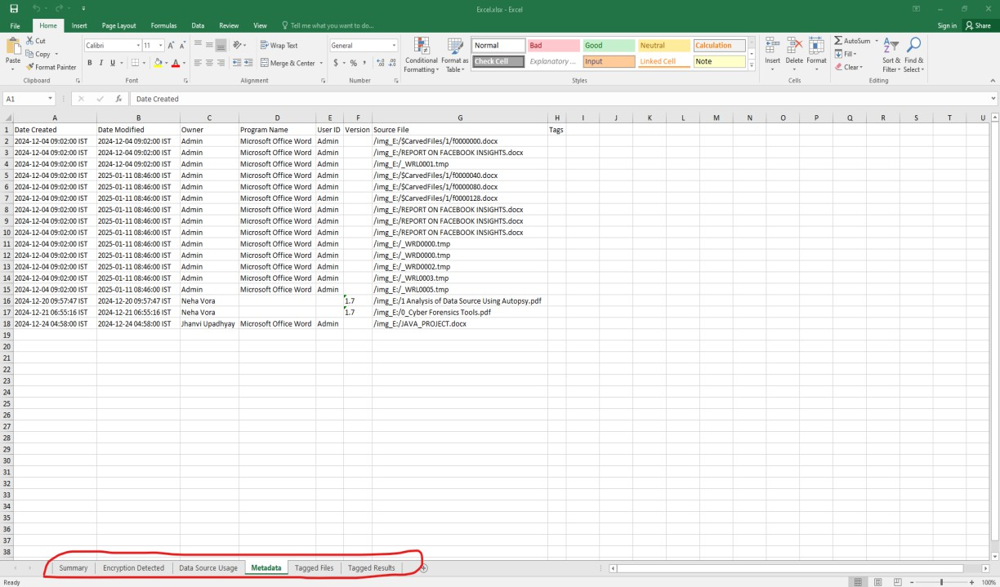 Excel.xlsx - Excel
File Home Insert Page Layout Formulas Data Review View Tell me what you want to do... Sign in Share
Paste Cut Copy Format Painter Clipboard
Calibri 11 B I U A Font
Wrap Text Merge & Center Alignment
General $ % Number
Conditional Formatting Format as Table
Normal Bad Good Neutral Calculation
Check Cell Explanatory ... Input Linked Cell Note
Styles
Insert Delete Format Cells
AutoSum Fill Clear Sort & Filter Find & Select Editing
A1 fx Date Created
A B C D E F G H I J K L M N O P Q R S T U
1 Date Created Date Modified Owner Program Name User ID Version Source File Tags
2 2024-12-04 09:02:00 IST 2024-12-04 09:02:00 IST Admin Microsoft Office Word Admin /img_E:/$CarvedFiles/1/f0000000.docx
3 2024-12-04 09:02:00 IST 2024-12-04 09:02:00 IST Admin Microsoft Office Word Admin /img_E:/REPORT ON FACEBOOK INSIGHTS.docx
4 2024-12-04 09:02:00 IST 2024-12-04 09:02:00 IST Admin Microsoft Office Word Admin /img_E:/_WRL0001.tmp
5 2024-12-04 09:02:00 IST 2025-01-11 08:46:00 IST Admin Microsoft Office Word Admin /img_E:/$CarvedFiles/1/f0000040.docx
6 2024-12-04 09:02:00 IST 2025-01-11 08:46:00 IST Admin Microsoft Office Word Admin /img_E:/$CarvedFiles/1/f0000080.docx
7 2024-12-04 09:02:00 IST 2025-01-11 08:46:00 IST Admin Microsoft Office Word Admin /img_E:/$CarvedFiles/1/f0000128.docx
8 2024-12-04 09:02:00 IST 2025-01-11 08:46:00 IST Admin Microsoft Office Word Admin /img_E:/REPORT ON FACEBOOK INSIGHTS.docx
9 2024-12-04 09:02:00 IST 2025-01-11 08:46:00 IST Admin Microsoft Office Word Admin /img_E:/REPORT ON FACEBOOK INSIGHTS.docx
10 2024-12-04 09:02:00 IST 2025-01-11 08:46:00 IST Admin Microsoft Office Word Admin /img_E:/REPORT ON FACEBOOK INSIGHTS.docx
11 2024-12-04 09:02:00 IST 2025-01-11 08:46:00 IST Admin Microsoft Office Word Admin /img_E:/_WRD0000.tmp
12 2024-12-04 09:02:00 IST 2025-01-11 08:46:00 IST Admin Microsoft Office Word Admin /img_E:/_WRD0000.tmp
13 2024-12-04 09:02:00 IST 2025-01-11 08:46:00 IST Admin Microsoft Office Word Admin /img_E:/_WRD0002.tmp
14 2024-12-04 09:02:00 IST 2025-01-11 08:46:00 IST Admin Microsoft Office Word Admin /img_E:/_WRL0003.tmp
15 2024-12-04 09:02:00 IST 2025-01-11 08:46:00 IST Admin Microsoft Office Word Admin /img_E:/_WRL0005.tmp
16 2024-12-20 09:57:47 IST 2024-12-20 09:57:47 IST Neha Vora 1.7 /img_E:/1 Analysis of Data Source Using Autopsy.pdf
17 2024-12-21 06:55:16 IST 2024-12-21 06:55:16 IST Neha Vora 1.7 /img_E:/0_Cyber Forensics Tools.pdf
18 2024-12-24 04:58:00 IST 2024-12-24 04:58:00 IST Jhanvi Upadhyay Microsoft Office Word Admin /img_E:/JAVA_PROJECT.docx
19
20
21
22
23
24
25
26
27
28
29
30
31
32
33
34
35
36
37
38
Summary Encryption Detected Data Source Usage Metadata Tagged Files Tagged Results
Ready 100%